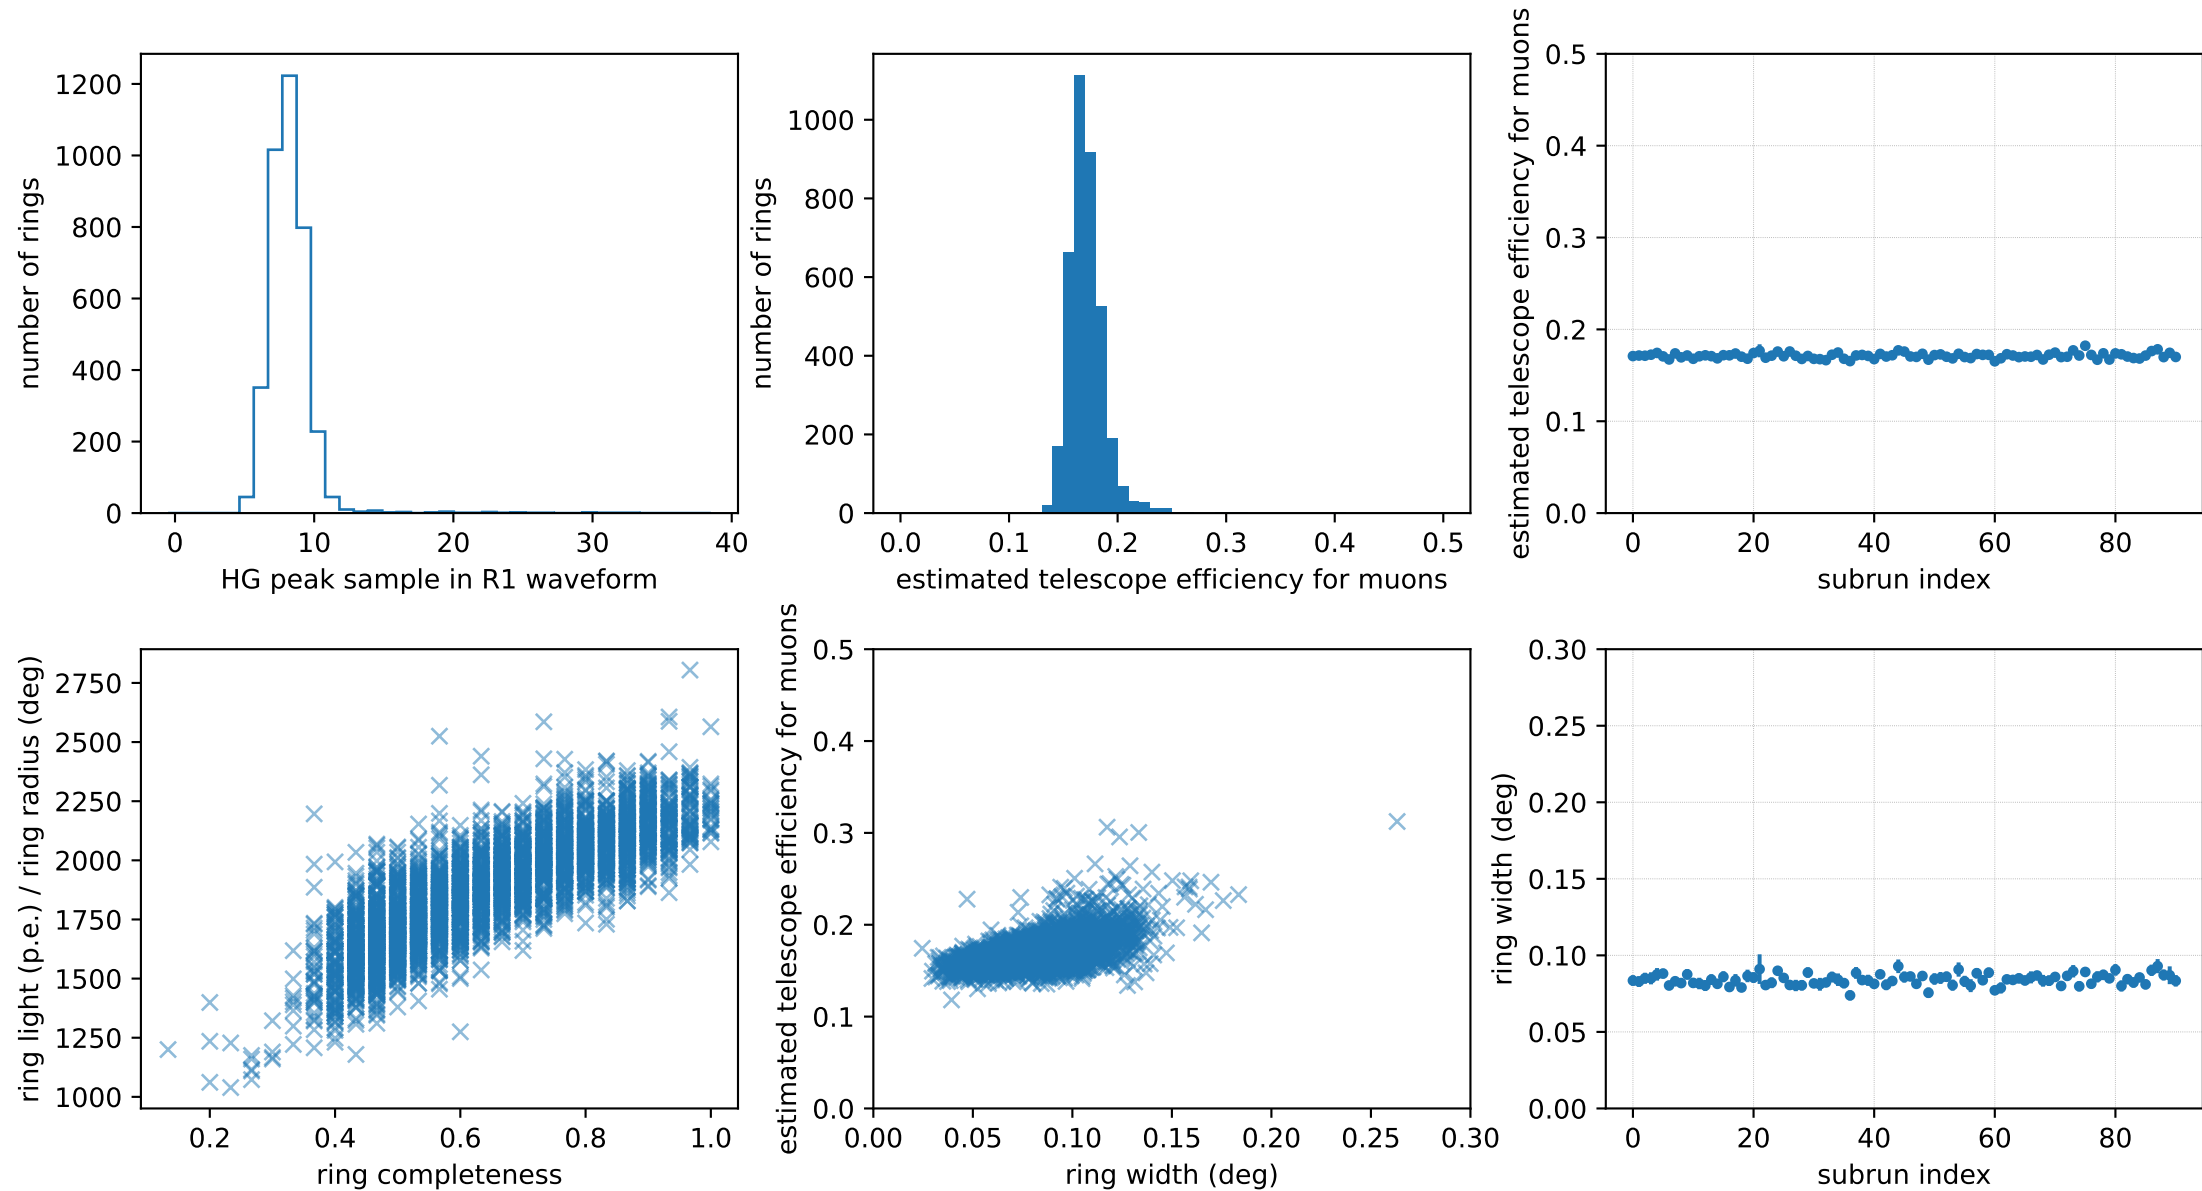 1200
1000
800
600
400
200
0
number of rings
0 10 20 30 40
HG peak sample in R1 waveform
1000
800
600
400
200
0
number of rings
0.0 0.1 0.2 0.3 0.4 0.5
estimated telescope efficiency for muons
0.5
0.4
0.3
0.2
0.1
0.0
estimated telescope efficiency for muons
0 20 40 60 80
subrun index
2750
2500
2250
2000
1750
1500
1250
1000
ring light (p.e.) / ring radius (deg)
0.2 0.4 0.6 0.8 1.0
ring completeness
0.5
0.4
0.3
0.2
0.1
0.0
estimated telescope efficiency for muons
0.00 0.05 0.10 0.15 0.20 0.25 0.30
ring width (deg)
0.30
0.25
0.20
0.15
0.10
0.05
0.00
ring width (deg)
0 20 40 60 80
subrun index